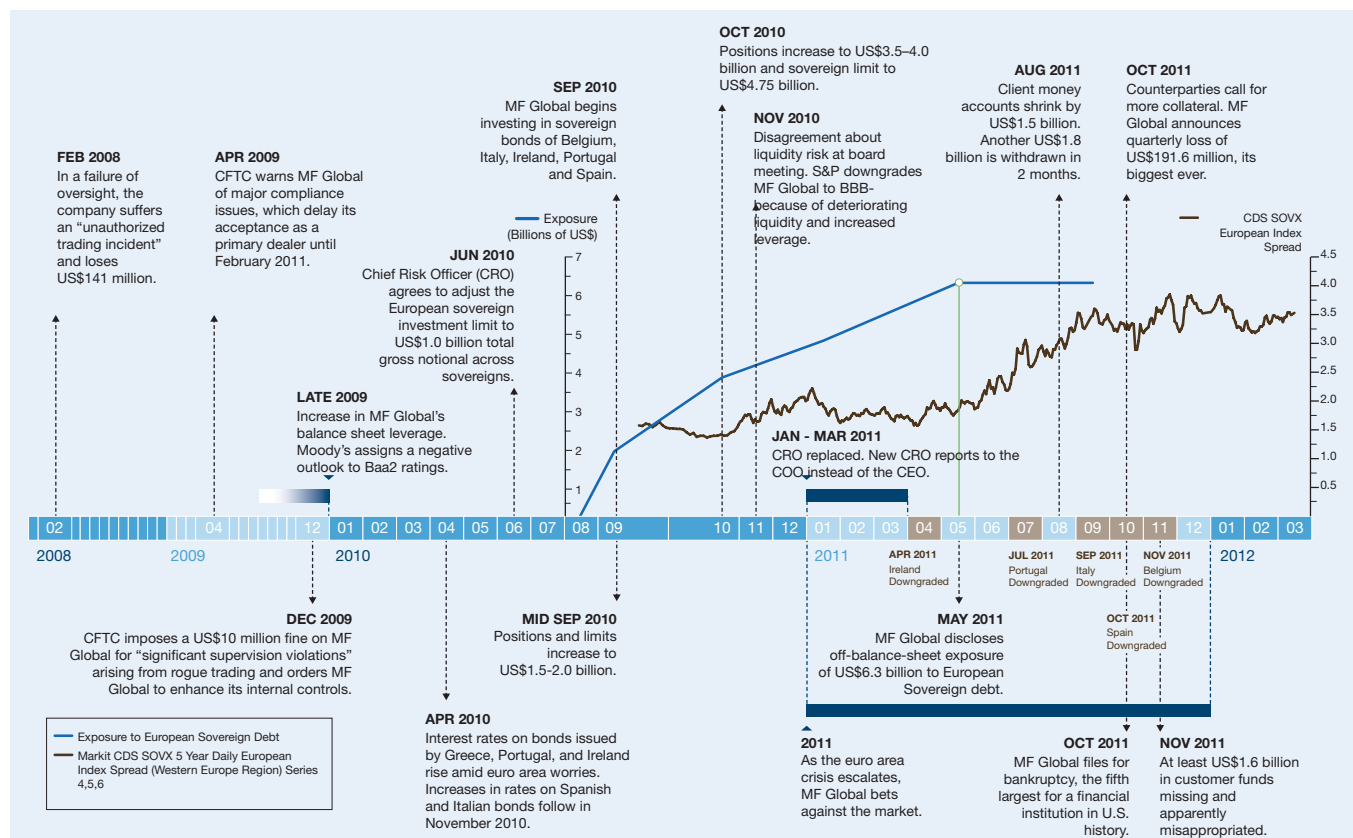 FEB 2008
In a failure of
oversight, the
company suffers
an “unauthorized
trading incident”
and loses
US$141 million.
APR 2009
CFTC warns MF Global
of major compliance
issues, which delay its
acceptance as a
primary dealer until
February 2011.
LATE 2009
Increase in MF Global’s
balance sheet leverage.
Moody’s assigns a negative
outlook to Baa2 ratings.
JUN 2010
Chief Risk Officer (CRO)
agrees to adjust the
European sovereign
investment limit to
US$1.0 billion total
gross notional across
sovereigns.
SEP 2010
MF Global begins
investing in sovereign
bonds of Belgium,
Italy, Ireland, Portugal
and Spain.
OCT 2010
Positions increase to US$3.5–4.0
billion and sovereign limit to
US$4.75 billion.
NOV 2010
Disagreement about
liquidity risk at board
meeting. S&P downgrades
MF Global to BBB-
because of deteriorating
liquidity and increased
leverage.
AUG 2011
Client money
accounts shrink by
US$1.5 billion.
Another US$1.8
billion is withdrawn in
2 months.
OCT 2011
Counterparties call for
more collateral. MF
Global announces
quarterly loss of
US$191.6 million, its
biggest ever.
Exposure
(Billions of US$)
CDS SOVX
European Index
Spread
7
6
5
4
3
2
1
4.5
4.0
3.5
3.0
2.5
2.0
1.5
1.0
0.5
JAN - MAR 2011
CRO replaced. New CRO reports to the
COO instead of the CEO.
02 04 12 01 02 03 04 05 06 07 08 09 10 11 12 01 02 03 04 05 06 07 08 09 10 11 12 01 02 03
2008 2009 2010 2011 2012
APR 2011
Ireland
Downgraded
JUL 2011
Portugal
Downgraded
SEP 2011
Italy
Downgraded
NOV 2011
Belgium
Downgraded
OCT 2011
Spain
Downgraded
DEC 2009
CFTC imposes a US$10 million fine on MF
Global for “significant supervision violations”
arising from rogue trading and orders MF
Global to enhance its internal controls.
MID SEP 2010
Positions and limits
increase to
US$1.5-2.0 billion.
MAY 2011
MF Global discloses
off-balance-sheet exposure
of US$6.3 billion to European
Sovereign debt.
APR 2010
Interest rates on bonds issued
by Greece, Portugal, and Ireland
rise amid euro area worries.
Increases in rates on Spanish
and Italian bonds follow in
November 2010.
2011
As the euro area
crisis escalates,
MF Global bets
against the market.
OCT 2011
MF Global files for
bankruptcy, the fifth
largest for a financial
institution in U.S.
history.
NOV 2011
At least US$1.6 billion
in customer funds
missing and
apparently
misappropriated.
Exposure to European Sovereign Debt
Markit CDS SOVX 5 Year Daily European
Index Spread (Western Europe Region) Series
4,5,6